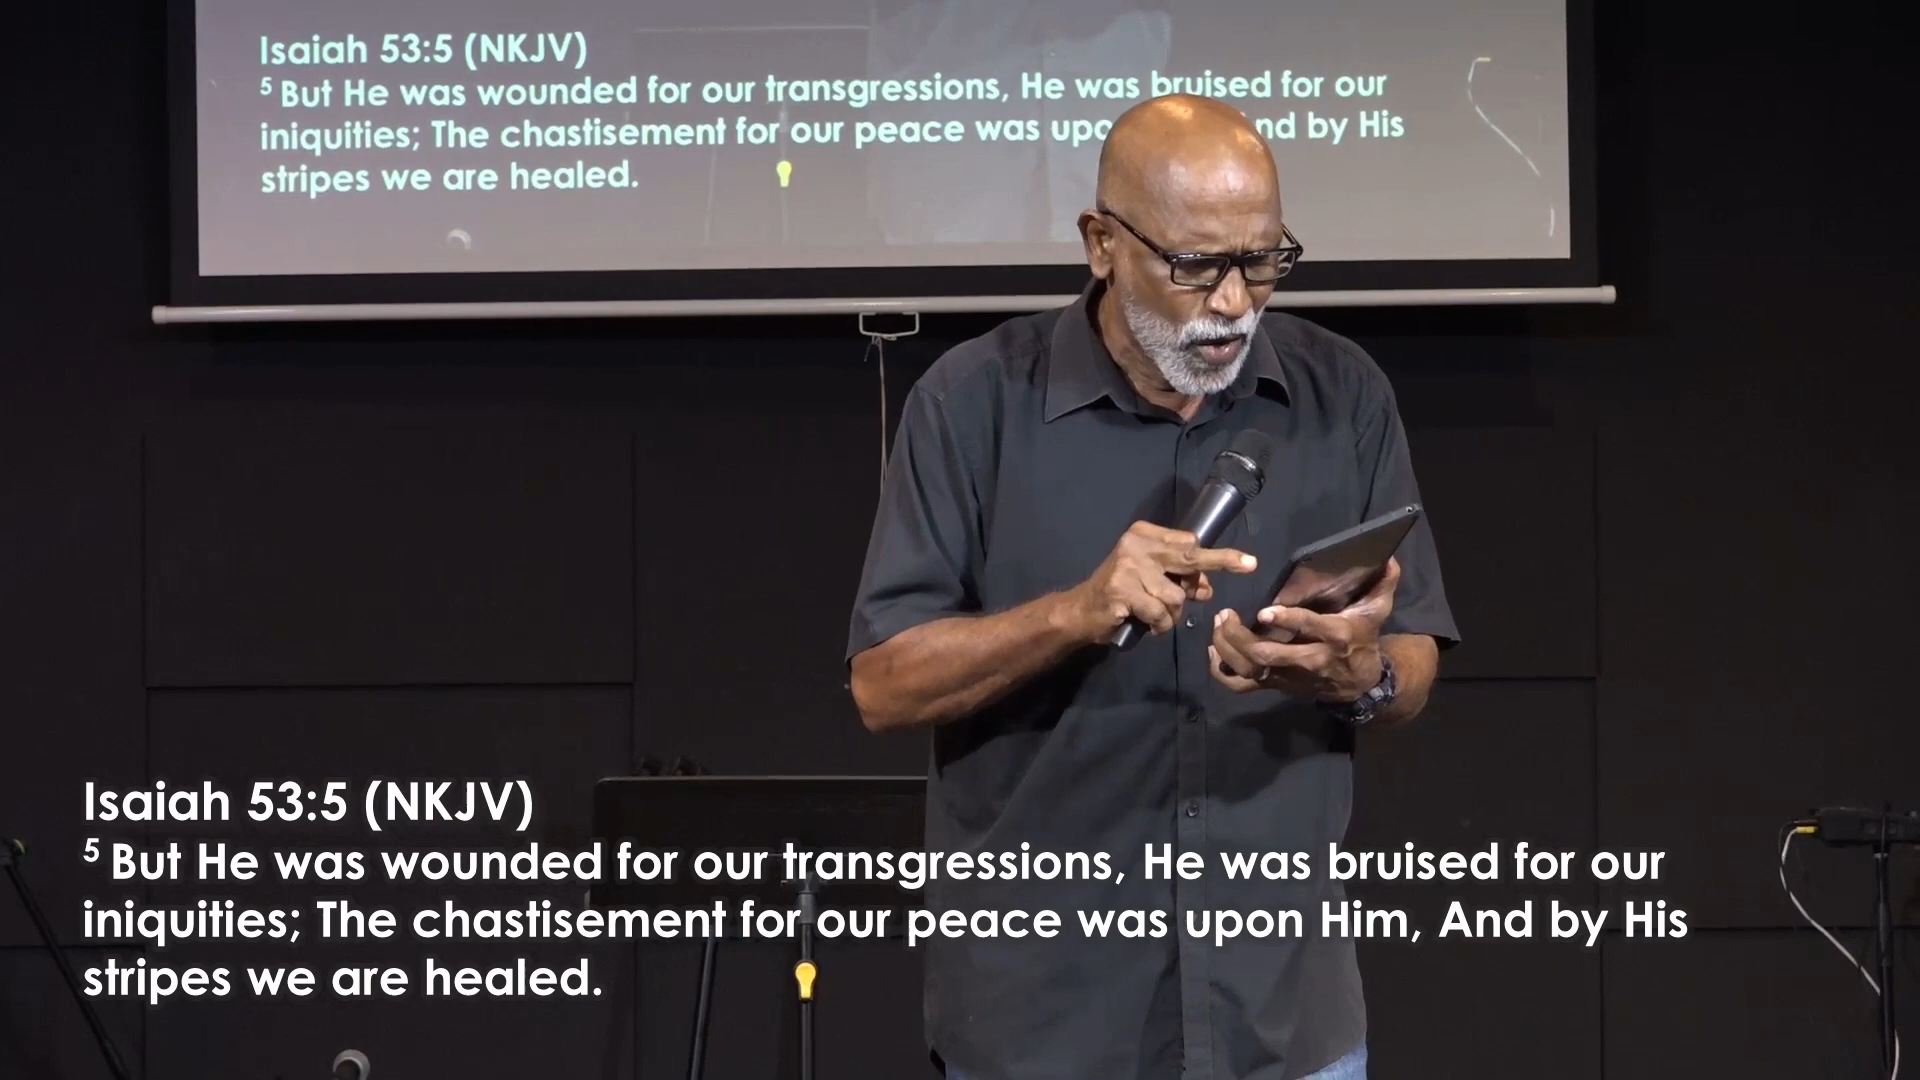 Isaiah 53:5 (NKJV)
5 But He was wounded for our transgressions, He was bruised for our
iniquities; The chastisement for our peace was upo nd by His
stripes we are healed.
Isaiah 53:5 (NKJV)
5 But He was wounded for our transgressions, He was bruised for our
iniquities; The chastisement for our peace was upon Him, And by His
stripes we are healed.